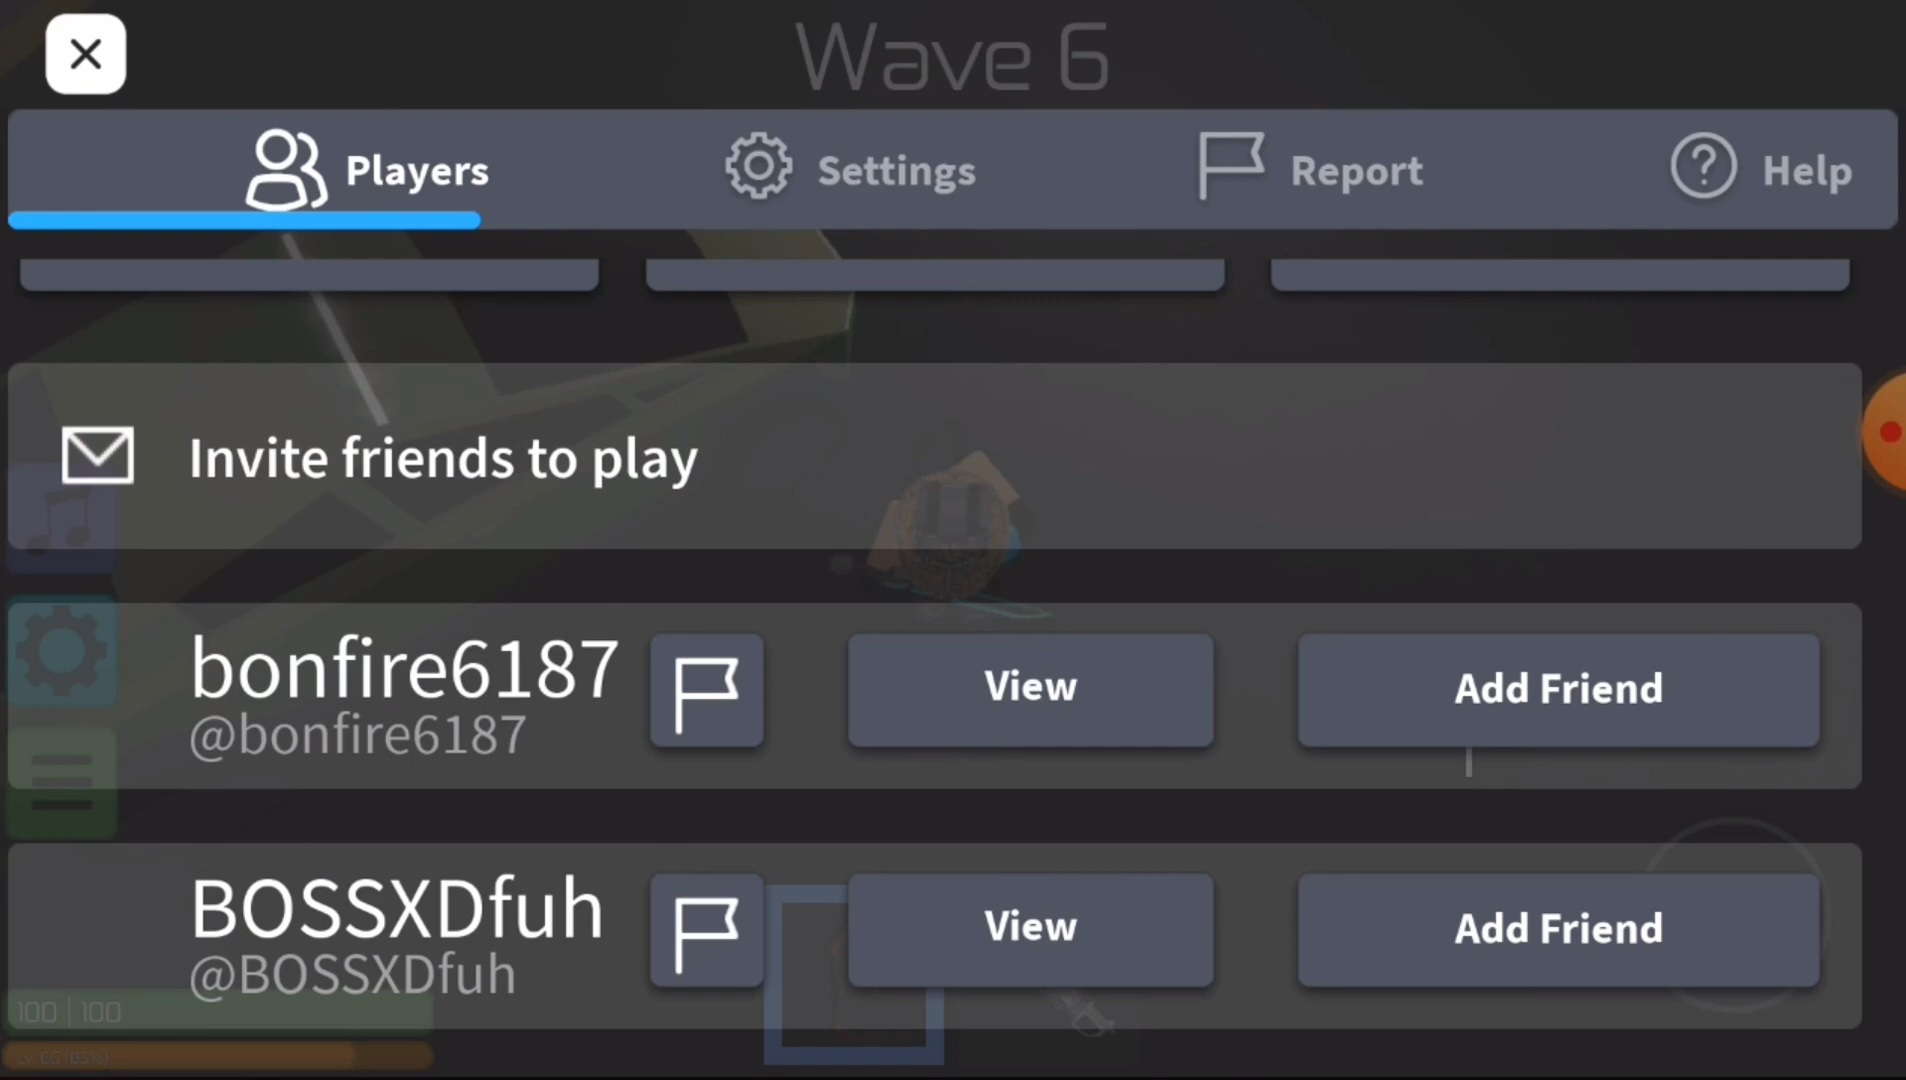 Wave 6
Players
Settings
Report
Help
Invite friends to play
bonfire6187
@bonfire6187
View
Add Friend
BOSSXDfuh
@BOSSXDfuh
View
Add Friend
100 | 100